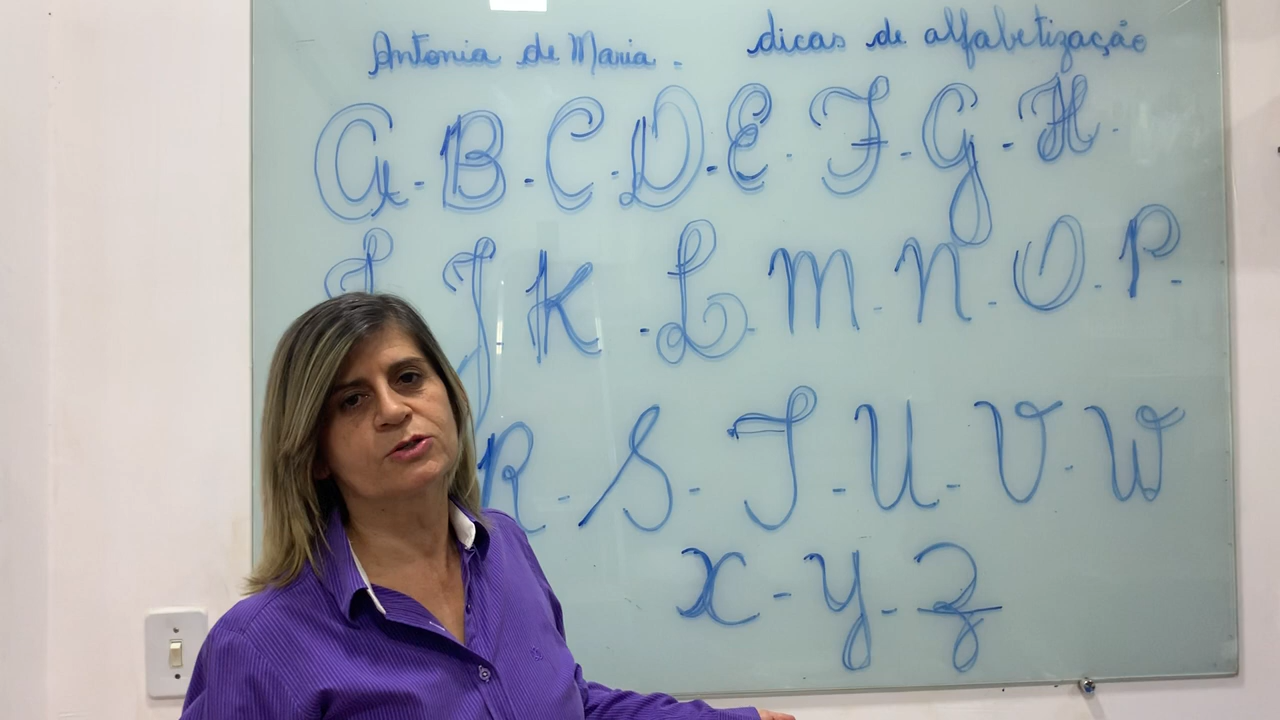 Antonia de Maria. dicas de alfabetização
A - B - C - D - E - F - G - H -
I J K - L - M - N - O - P -
R - S - T - U - V - W
X - Y - Z